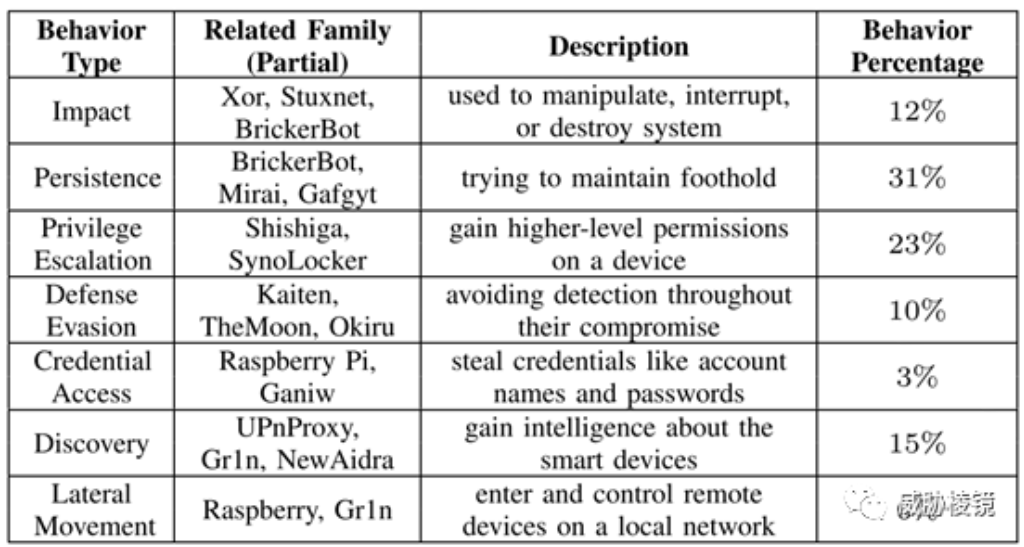 Behavior Type | Related Family (Partial) | Description | Behavior Percentage
Impact | Xor, Stuxnet, BrickerBot | used to manipulate, interrupt, or destroy system | 12%
Persistence | BrickerBot, Mirai, Gafgyt | trying to maintain foothold | 31%
Privilege Escalation | Shishiga, SynoLocker | gain higher-level permissions on a device | 23%
Defense Evasion | Kaiten, TheMoon, Okiru | avoiding detection throughout their compromise | 10%
Credential Access | Raspberry Pi, Ganiw | steal credentials like account names and passwords | 3%
Discovery | UPnProxy, Gr1n, NewAidra | gain intelligence about the smart devices | 15%
Lateral Movement | Raspberry, Gr1n | enter and control remote devices on a local network
威胁棱镜